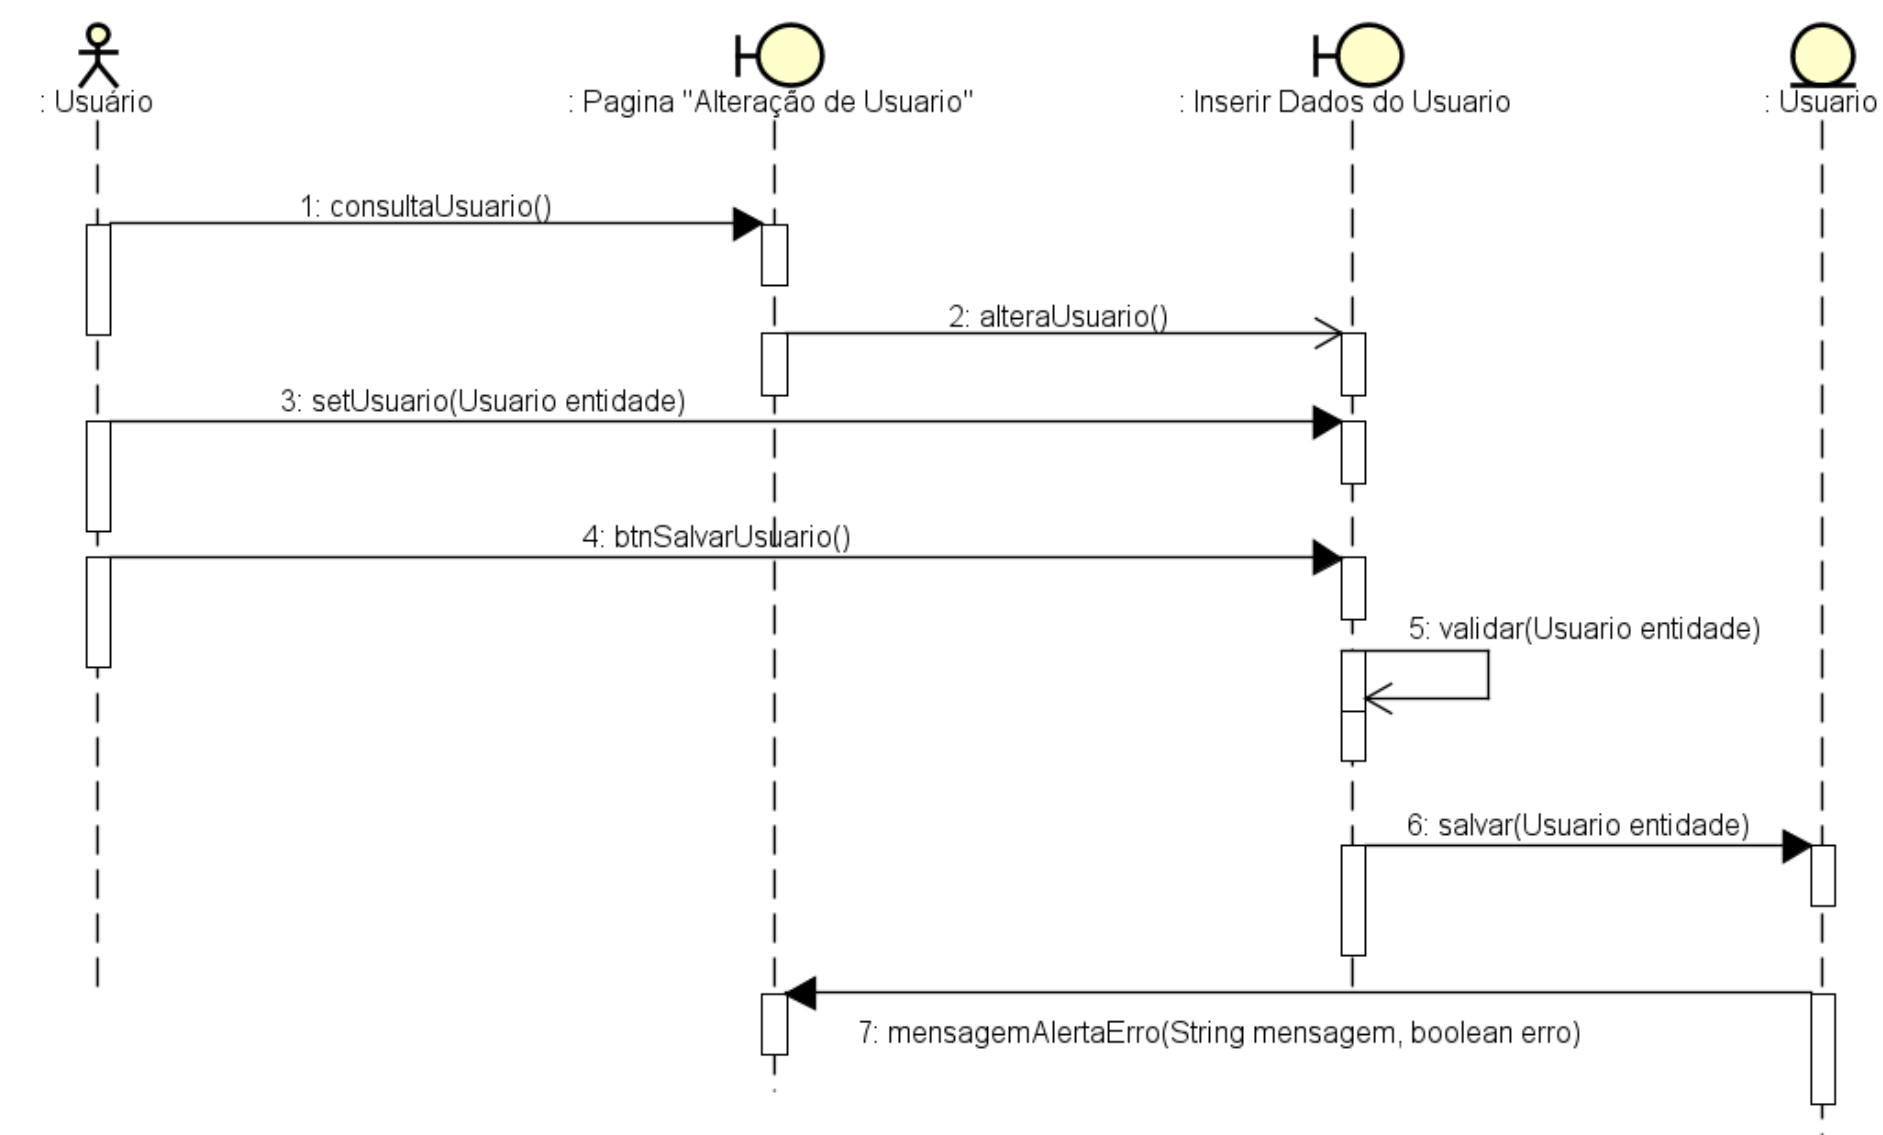 : Usuário
: Pagina "Alteração de Usuario"
: Inserir Dados do Usuario
: Usuario
1: consultaUsuario()
2: alteraUsuario()
3: setUsuario(Usuario entidade)
4: btnSalvarUsuario()
5: validar(Usuario entidade)
6: salvar(Usuario entidade)
7: mensagemAlertaErro(String mensagem, boolean erro)